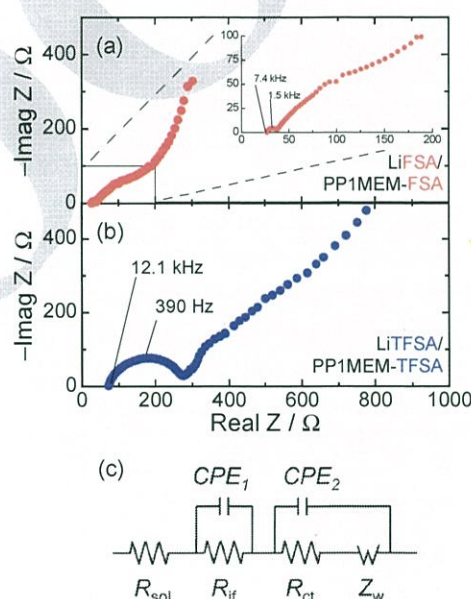 (a)
400
200
0
−Imag Z / Ω
100
75
50
25
0
7.4 kHz
1.5 kHz
0 50 100 150 200
LiFSA/
PP1MEM-FSA
(b)
400
200
0
−Imag Z / Ω
12.1 kHz
390 Hz
LiTFSA/
PP1MEM-TFSA
0 200 400 600 800 1000
Real Z / Ω
(c)
CPE1 CPE2
Rsol Rif Rct Zw